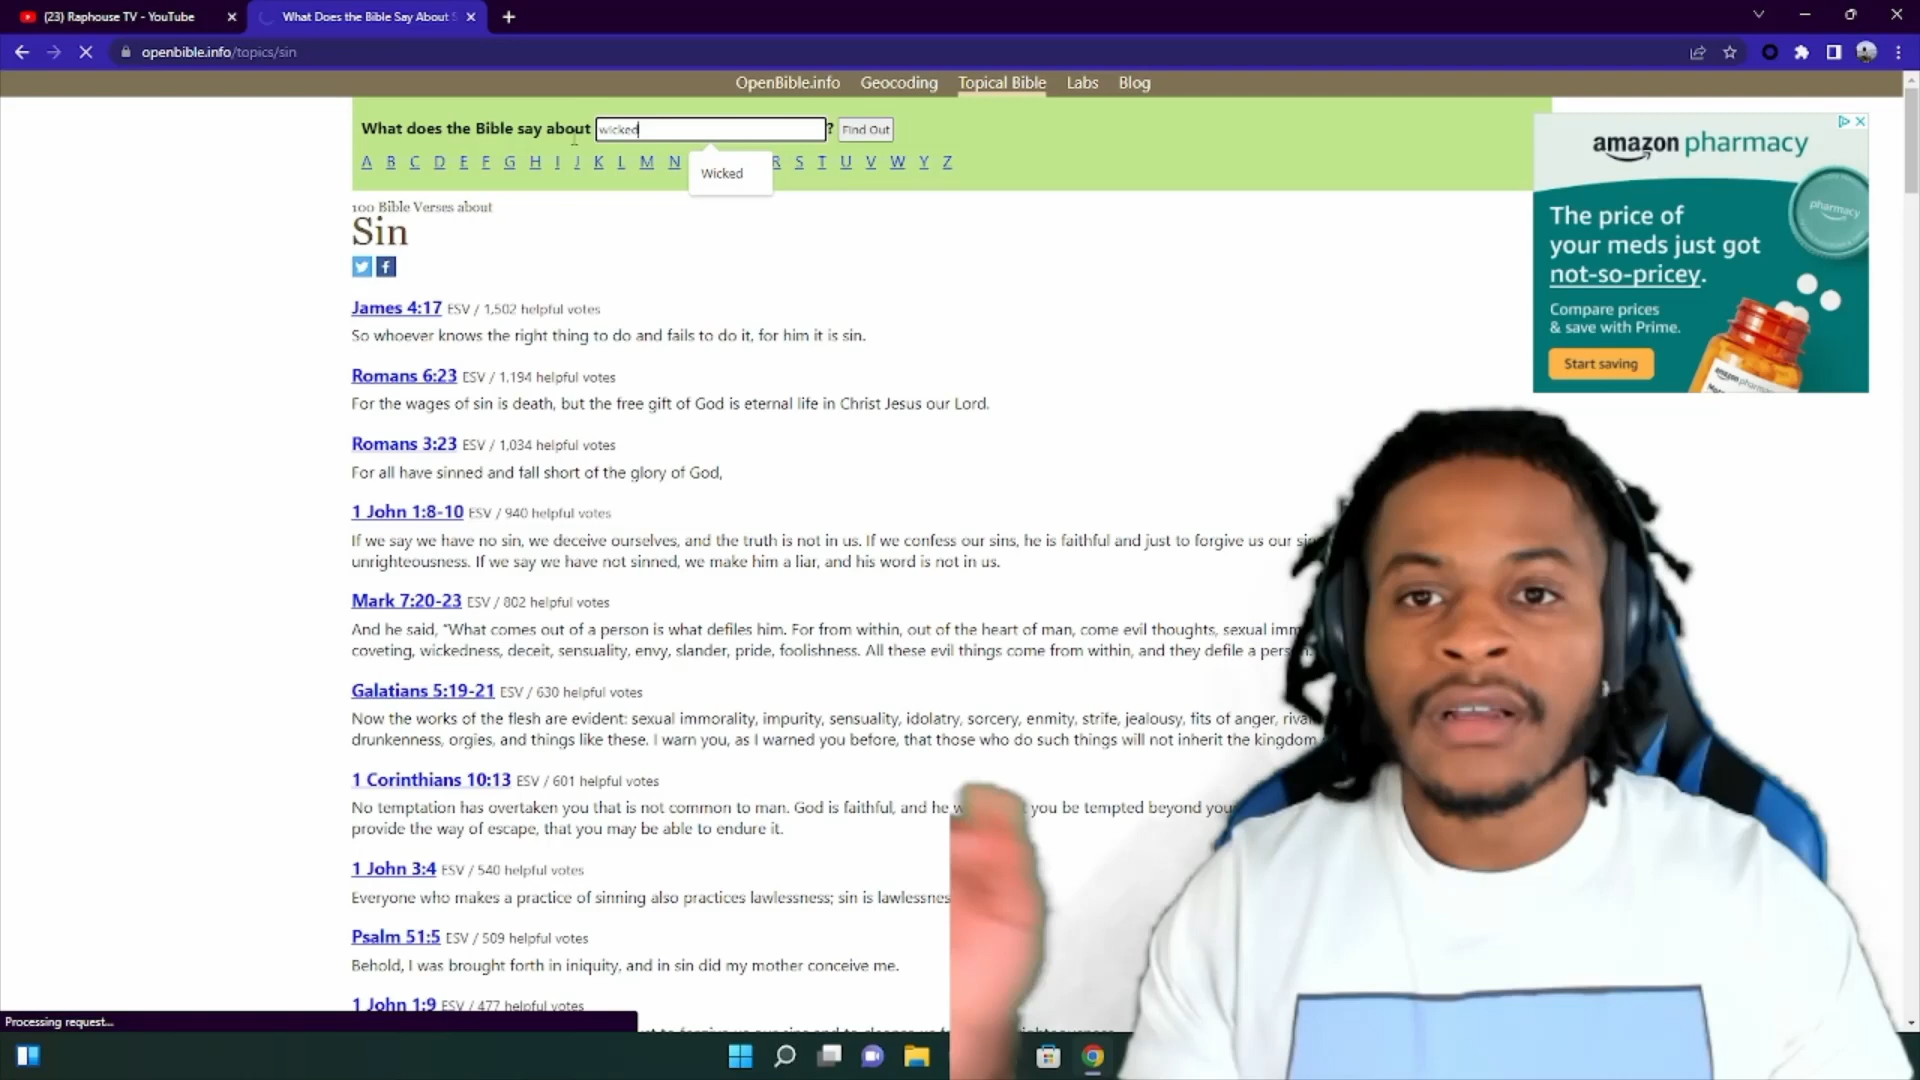 (23) Raphouse TV - YouTube
What Does the Bible Say About S
openbible.info/topics/sin
OpenBible.info Geocoding Topical Bible Labs Blog
What does the Bible say about wicked ? Find Out
A B C D E F G H I J K L M N R S T U V W Y Z
Wicked
100 Bible Verses about
Sin
James 4:17 ESV / 1,502 helpful votes
So whoever knows the right thing to do and fails to do it, for him it is sin.
Romans 6:23 ESV / 1,194 helpful votes
For the wages of sin is death, but the free gift of God is eternal life in Christ Jesus our Lord.
Romans 3:23 ESV / 1,034 helpful votes
For all have sinned and fall short of the glory of God,
1 John 1:8-10 ESV / 940 helpful votes
If we say we have no sin, we deceive ourselves, and the truth is not in us. If we confess our sins, he is faithful and just to forgive us our
unrighteousness. If we say we have not sinned, we make him a liar, and his word is not in us.
Mark 7:20-23 ESV / 802 helpful votes
And he said, "What comes out of a person is what defiles him. For from within, out of the heart of man, come evil thoughts, sexual imm
coveting, wickedness, deceit, sensuality, envy, slander, pride, foolishness. All these evil things come from within, and they defile a person.
Galatians 5:19-21 ESV / 630 helpful votes
Now the works of the flesh are evident: sexual immorality, impurity, sensuality, idolatry, sorcery, enmity, strife, jealousy, fits of anger, riva
drunkenness, orgies, and things like these. I warn you, as I warned you before, that those who do such things will not inherit the kingdom
1 Corinthians 10:13 ESV / 601 helpful votes
No temptation has overtaken you that is not common to man. God is faithful, and he you be tempted beyond your
provide the way of escape, that you may be able to endure it.
1 John 3:4 ESV / 540 helpful votes
Everyone who makes a practice of sinning also practices lawlessness; sin is lawlessnes
Psalm 51:5 ESV / 509 helpful votes
Behold, I was brought forth in iniquity, and in sin did my mother conceive me.
1 John 1:9 ESV / 477 helpful votes
Processing request...
amazon pharmacy
The price of
your meds just got
not-so-pricey.
Compare prices
& save with Prime.
Start saving
pharmacy
amazon pharmacy